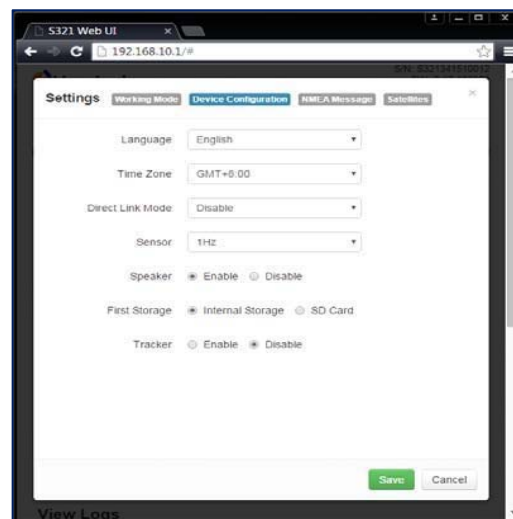 S321 Web UI
192.168.10.1/#
Settings Working Mode Device Configuration NMEA Message Satellites
Language English
Time Zone GMT+8:00
Direct Link Mode Disable
Sensor 1Hz
Speaker Enable Disable
First Storage Internal Storage SD Card
Tracker Enable Disable
Save Cancel
View Logs